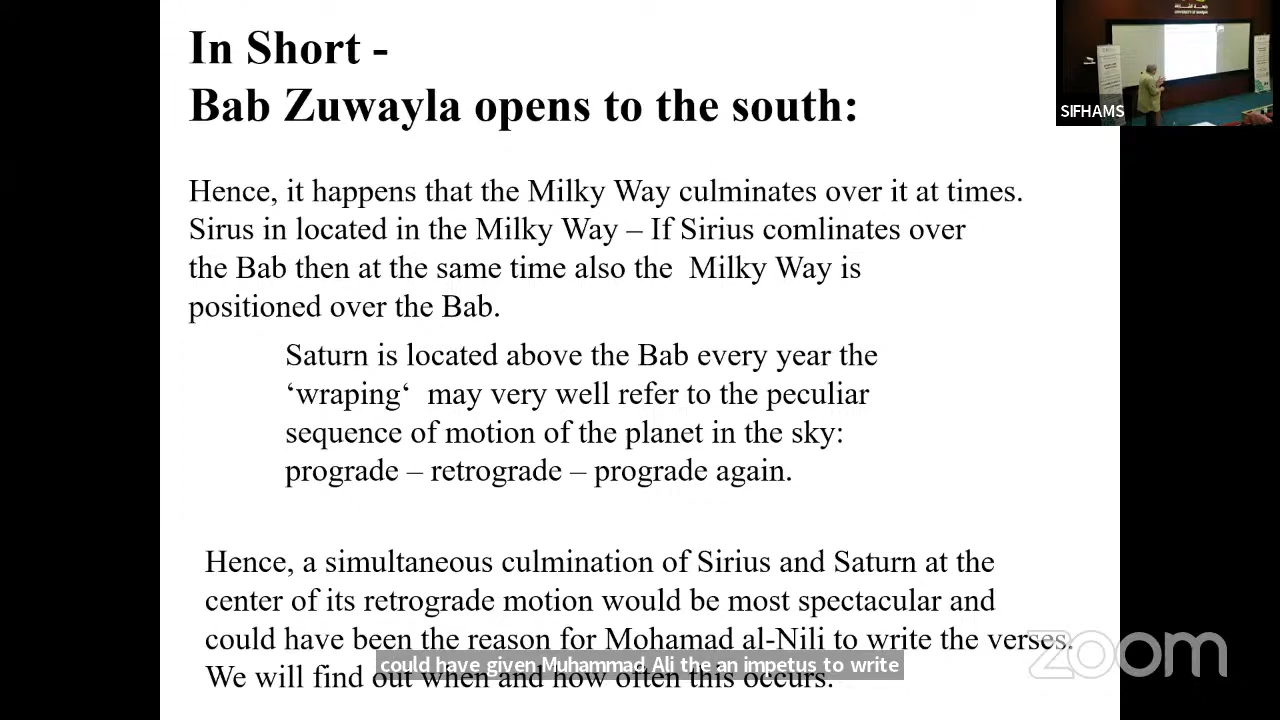 In Short -
Bab Zuwayla opens to the south:
Hence, it happens that the Milky Way culminates over it at times.
Sirus in located in the Milky Way – If Sirius comlinates over
the Bab then at the same time also the Milky Way is
positioned over the Bab.
Saturn is located above the Bab every year the
‘wraping‘ may very well refer to the peculiar
sequence of motion of the planet in the sky:
prograde – retrograde – prograde again.
Hence, a simultaneous culmination of Sirius and Saturn at the
center of its retrograde motion would be most spectacular and
could have been the reason for Mohamad al-Nili to write the verses.
We will find out when and how often this occurs.
could have given Muhammad Ali the an impetus to write
SIFHAMS
zoom